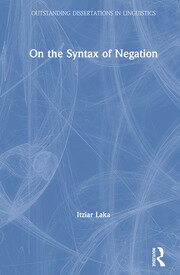 OUTSTANDING DISSERTATIONS IN LINGUISTICS
On the Syntax of Negation
Itziar Laka
R